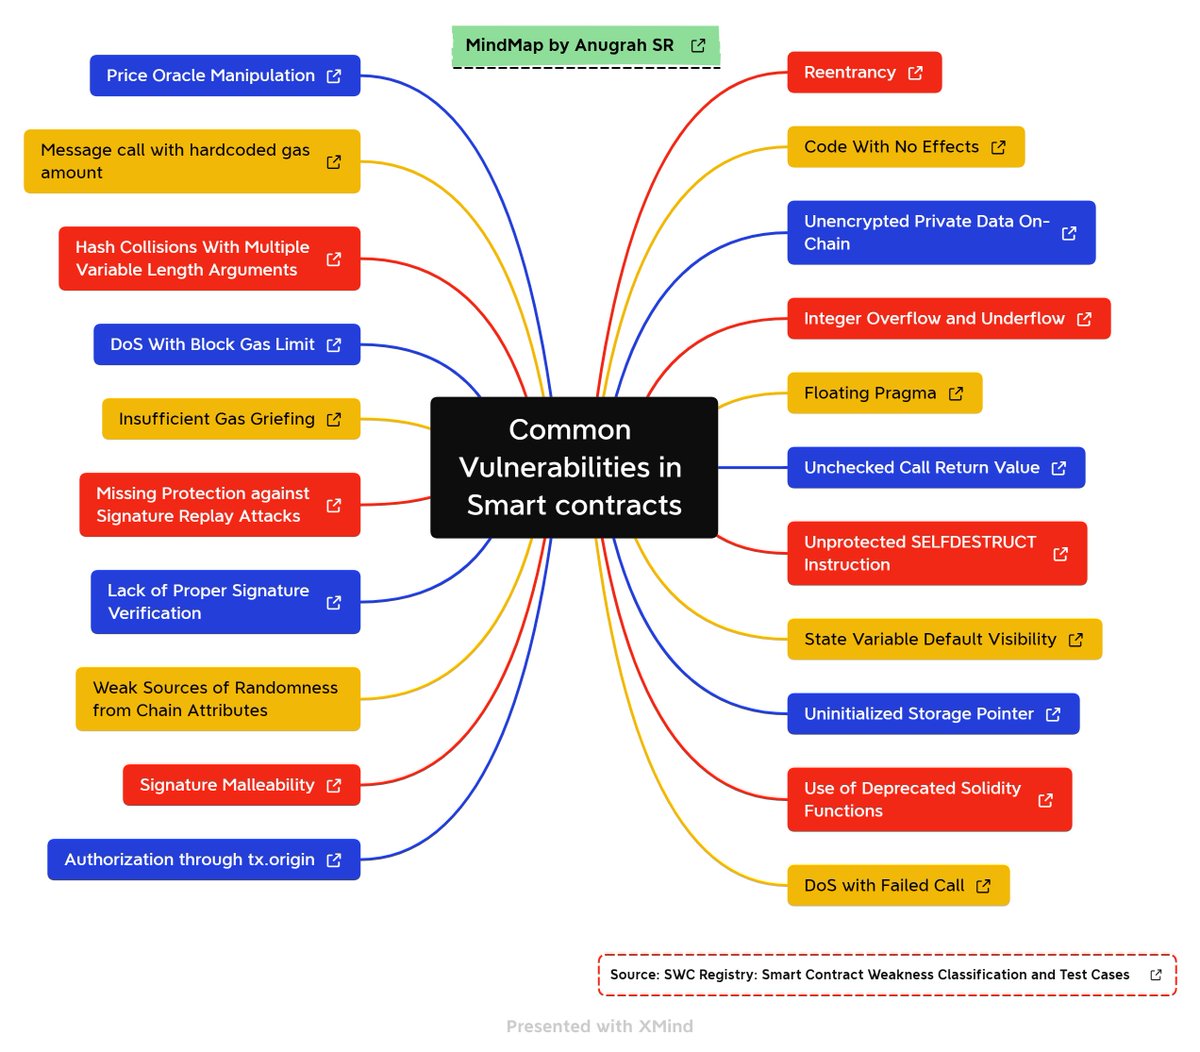 MindMap by Anugrah SR
Price Oracle Manipulation
Message call with hardcoded gas
amount
Hash Collisions With Multiple
Variable Length Arguments
DoS With Block Gas Limit
Insufficient Gas Griefing
Missing Protection against
Signature Replay Attacks
Lack of Proper Signature
Verification
Weak Sources of Randomness
from Chain Attributes
Signature Malleability
Authorization through tx.origin
Common
Vulnerabilities in
Smart contracts
Reentrancy
Code With No Effects
Unencrypted Private Data On-
Chain
Integer Overflow and Underflow
Floating Pragma
Unchecked Call Return Value
Unprotected SELFDESTRUCT
Instruction
State Variable Default Visibility
Uninitialized Storage Pointer
Use of Deprecated Solidity
Functions
DoS with Failed Call
Source: SWC Registry: Smart Contract Weakness Classification and Test Cases
Presented with XMind